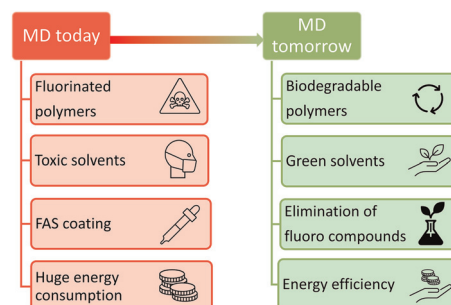 MD today
MD
tomorrow
Fluorinated
polymers
Toxic solvents
FAS coating
Huge energy
consumption
Biodegradable
polymers
Green solvents
Elimination of
fluoro compounds
Energy efficiency